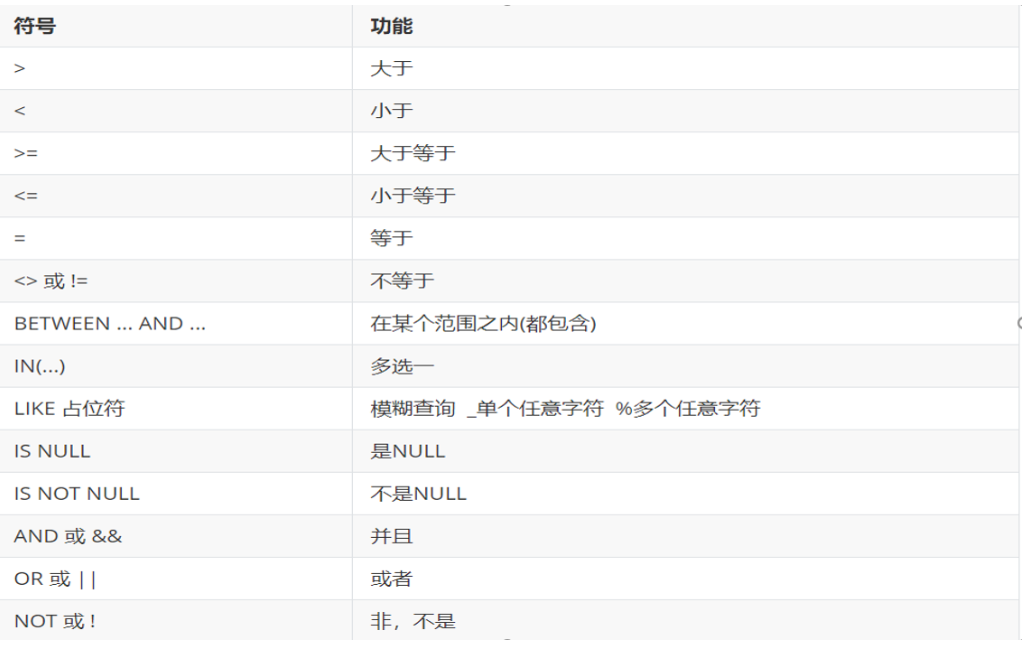 符号 功能
> 大于
< 小于
>= 大于等于
<= 小于等于
= 等于
<> 或 != 不等于
BETWEEN ... AND ... 在某个范围之内(都包含)
IN(...) 多选一
LIKE 占位符 模糊查询 _单个任意字符 %多个任意字符
IS NULL 是NULL
IS NOT NULL 不是NULL
AND 或 && 并且
OR 或 || 或者
NOT 或 ! 非，不是